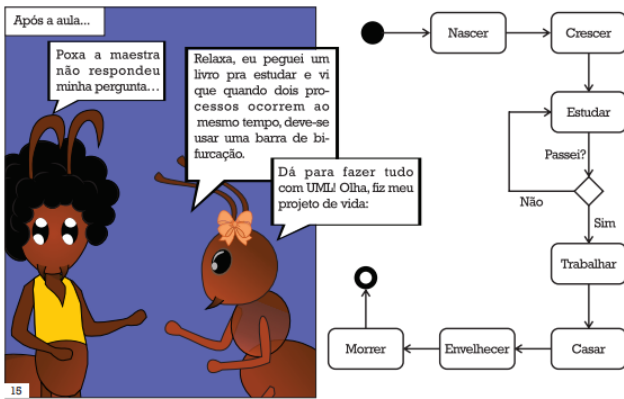 Após a aula...
Poxa a maestra
não respondeu
minha pergunta...
Relaxa, eu peguei um
livro pra estudar e vi
que quando dois pro-
cessos ocorrem ao
mesmo tempo, deve-se
usar uma barra de bi-
furcação.
Dá para fazer tudo
com UML! Olha, fiz meu
projeto de vida:
15
Nascer
Crescer
Estudar
Passei?
Não
Sim
Trabalhar
Casar
Envelhecer
Morrer